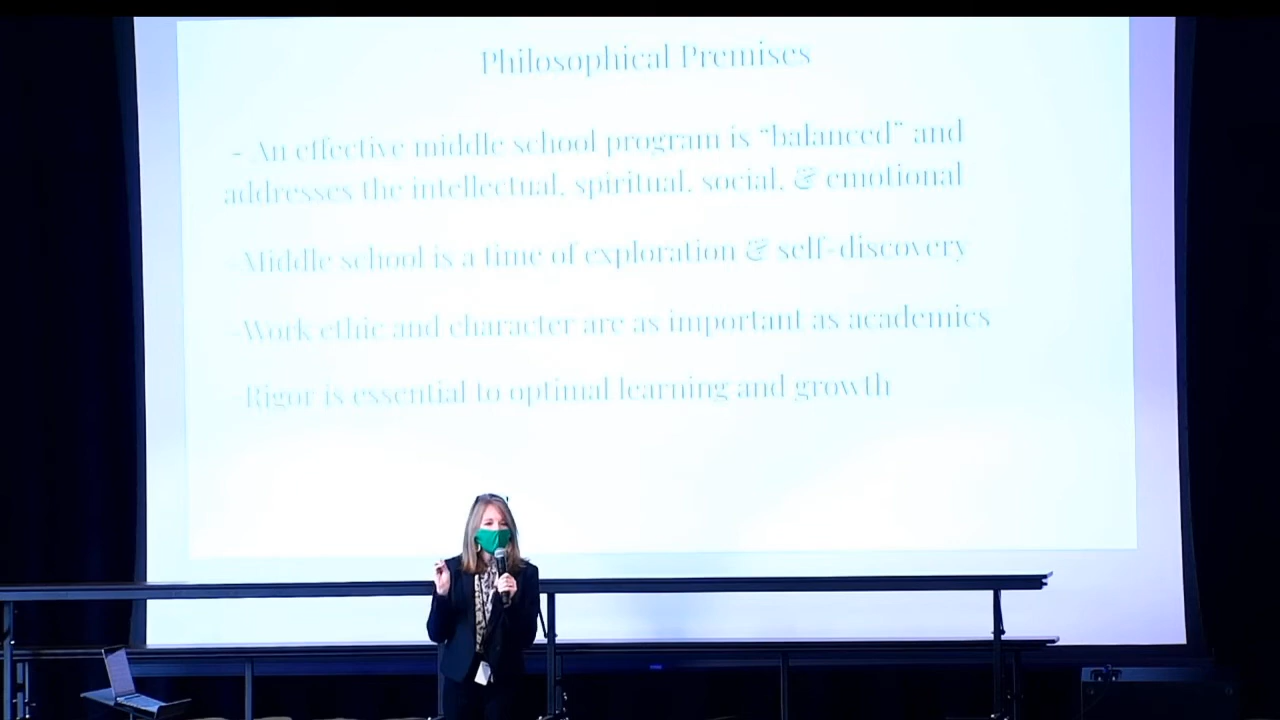 Philosophical Premises
- An effective middle school program is “balanced” and
addresses the intellectual, spiritual, social, & emotional
-Middle school is a time of exploration & self-discovery
-Work ethic and character are as important as academics
-Rigor is essential to optimal learning and growth